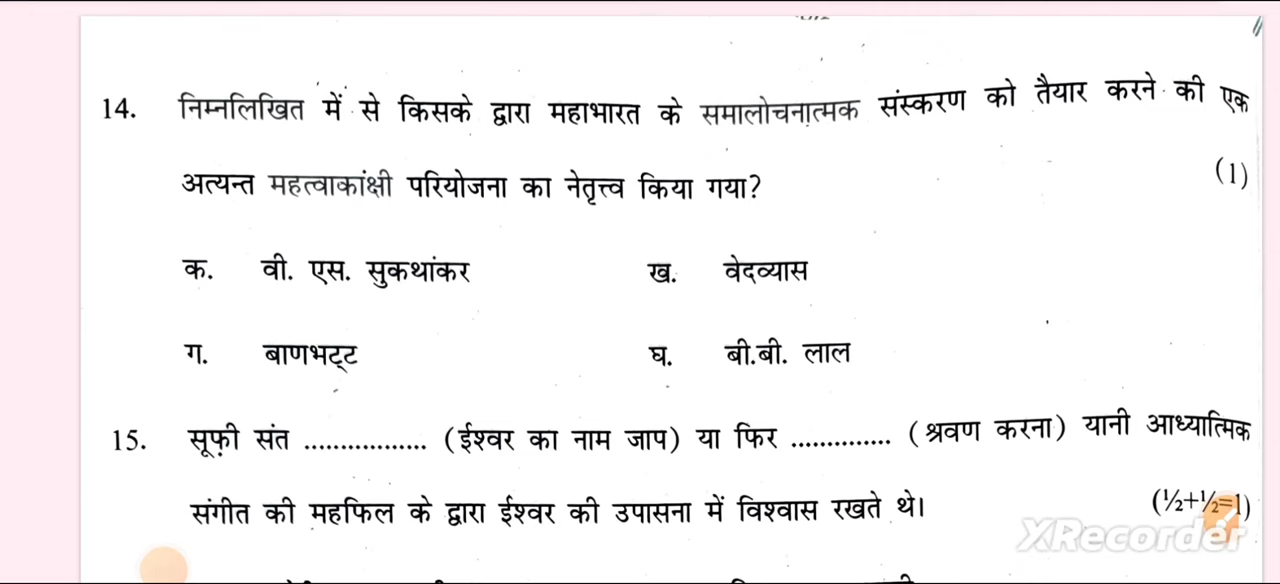 14. निम्नलिखित में से किसके द्वारा महाभारत के समालोचनात्मक संस्करण को तैयार करने की एक
अत्यन्त महत्वाकांक्षी परियोजना का नेतृत्त्व किया गया? (1)
क. वी. एस. सुकथांकर ख. वेदव्यास
ग. बाणभट्ट घ. बी.बी. लाल
15. सूफ़ी संत ................. (ईश्वर का नाम जाप) या फिर .............. (श्रवण करना) यानी आध्यात्मिक
संगीत की महफिल के द्वारा ईश्वर की उपासना में विश्वास रखते थे। (½+½=1)
XRecorder